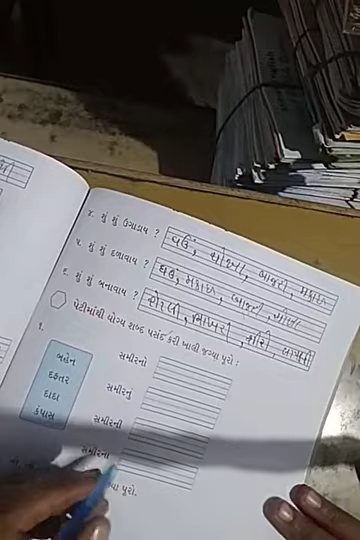 ૪. શું શું ઉગાડાય ? ઘઉં, ચોખા, બાજરી, મકાઇ
૫. શું શું દળાવાય ? ઘઉં, મકાઇ, બાજરી,
૬. શું શું બનાવાય ? રોટલી, ભાખરી,
પેટીમાંથી યોગ્ય શબ્દ પસંદ કરી ખાલી જગ્યા પૂરો :
૧.
બહેન
દફતર
દાદા
કંપાસ
સમીરનો
સમીરનું
સમીરની
સમીરના
પૂરો.